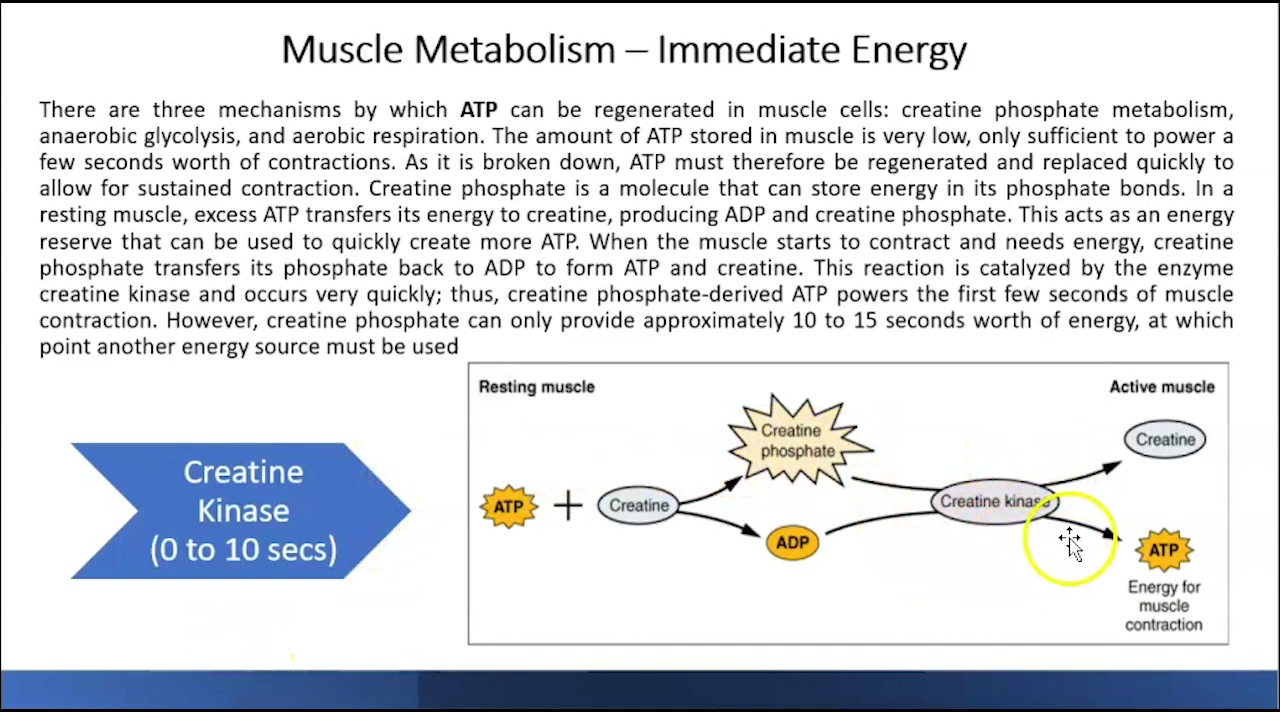 Muscle Metabolism – Immediate Energy
There are three mechanisms by which ATP can be regenerated in muscle cells: creatine phosphate metabolism,
anaerobic glycolysis, and aerobic respiration. The amount of ATP stored in muscle is very low, only sufficient to power a
few seconds worth of contractions. As it is broken down, ATP must therefore be regenerated and replaced quickly to
allow for sustained contraction. Creatine phosphate is a molecule that can store energy in its phosphate bonds. In a
resting muscle, excess ATP transfers its energy to creatine, producing ADP and creatine phosphate. This acts as an energy
reserve that can be used to quickly create more ATP. When the muscle starts to contract and needs energy, creatine
phosphate transfers its phosphate back to ADP to form ATP and creatine. This reaction is catalyzed by the enzyme
creatine kinase and occurs very quickly; thus, creatine phosphate-derived ATP powers the first few seconds of muscle
contraction. However, creatine phosphate can only provide approximately 10 to 15 seconds worth of energy, at which
point another energy source must be used
Creatine
Kinase
(0 to 10 secs)
Resting muscle
Active muscle
ATP
+
Creatine
Creatine
phosphate
ADP
Creatine kinase
Creatine
ATP
Energy for
muscle
contraction